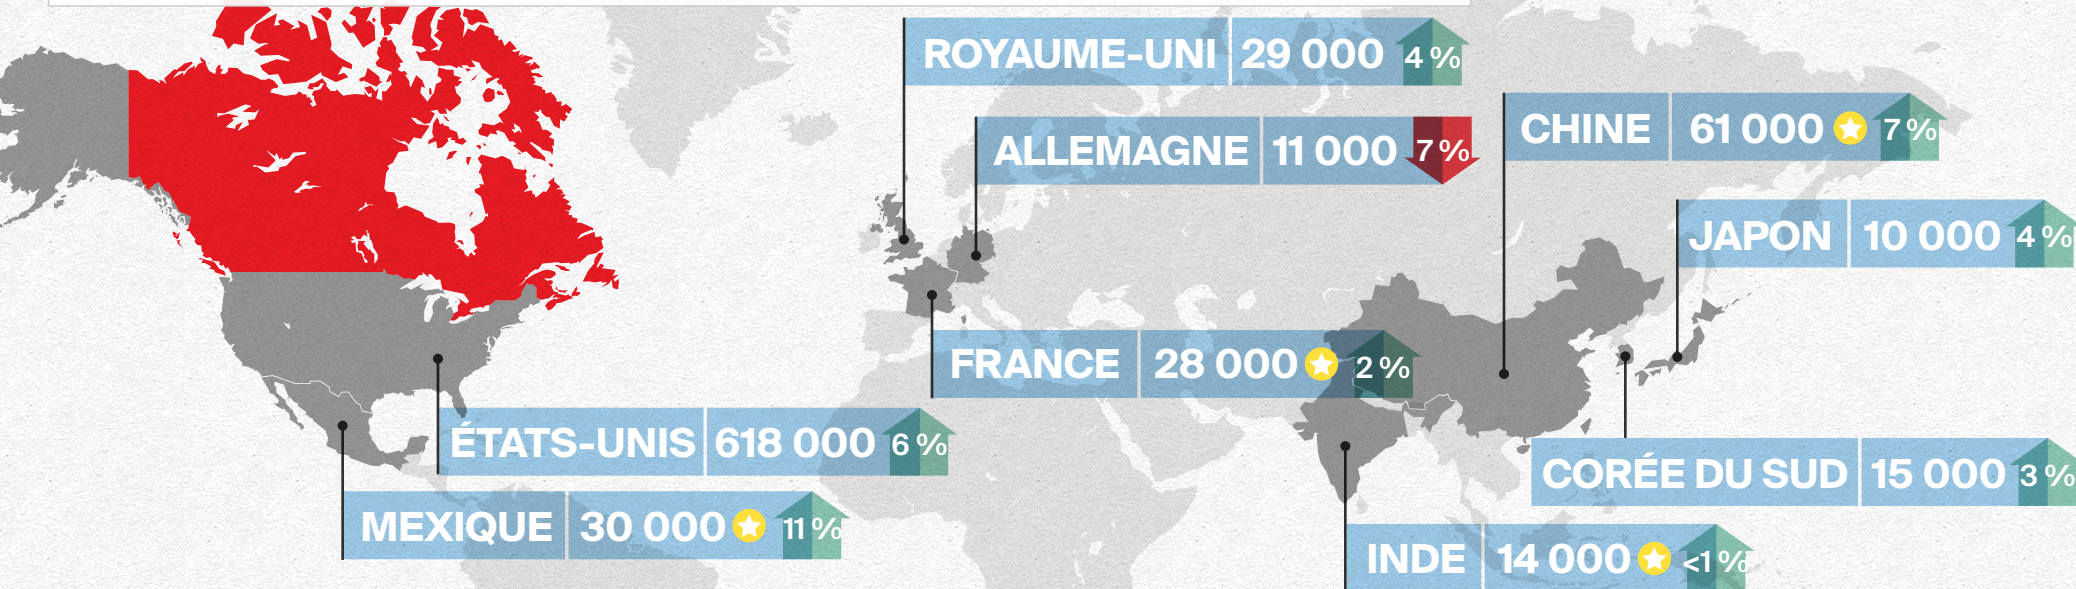 ROYAUME-UNI 29 000 4 %
ALLEMAGNE 11 000 7 %
CHINE 61 000 7 %
JAPON 10 000 4 %
FRANCE 28 000 2 %
ÉTATS-UNIS 618 000 6 %
CORÉE DU SUD 15 000 3 %
MEXIQUE 30 000 11 %
INDE 14 000 <1 %